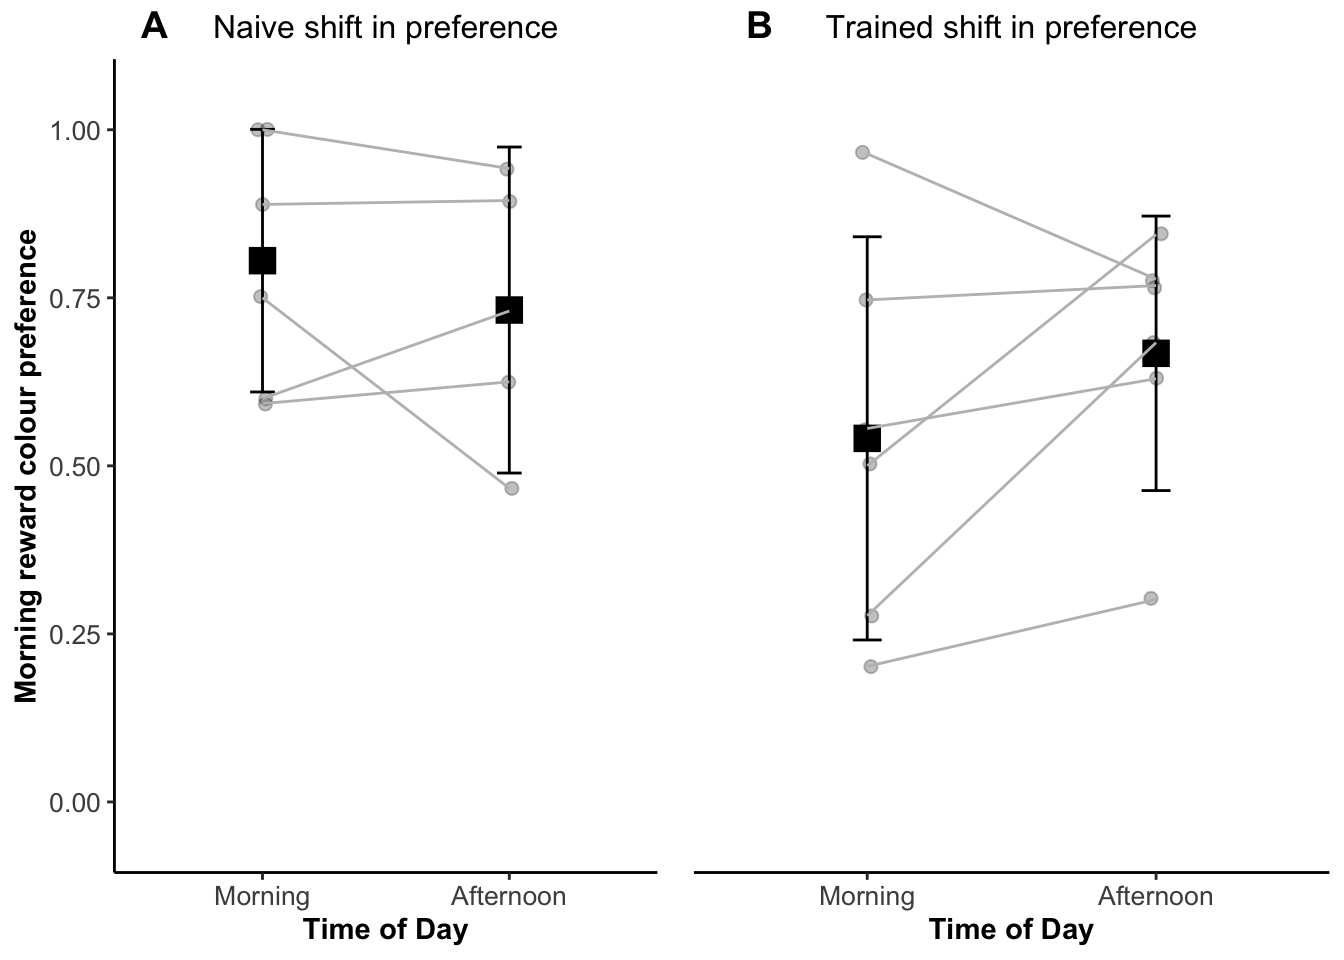 A Naive shift in preference
B Trained shift in preference
Morning reward colour preference
1.00
0.75
0.50
0.25
0.00
Morning Afternoon
Time of Day
Morning Afternoon
Time of Day